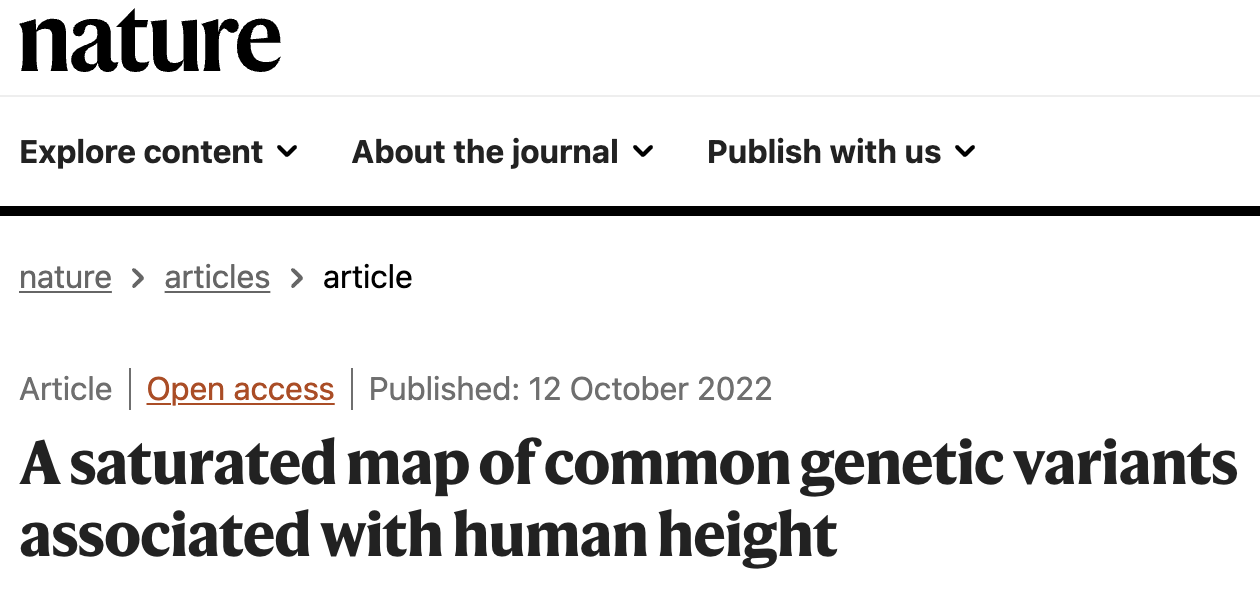 nature
Explore content About the journal Publish with us
nature > articles > article
Article | Open access | Published: 12 October 2022
A saturated map of common genetic variants
associated with human height